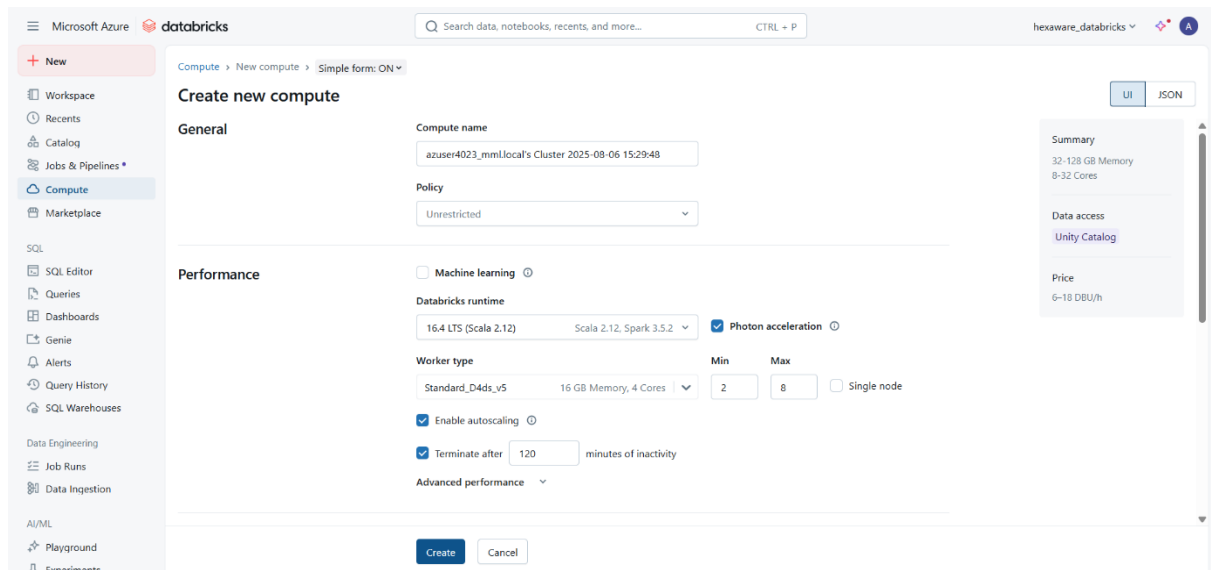 Microsoft Azure databricks
Search data, notebooks, recents, and more... CTRL + P
hexaware_databricks
A
New
Workspace
Recents
Catalog
Jobs & Pipelines
Compute
Marketplace
SQL
SQL Editor
Queries
Dashboards
Genie
Alerts
Query History
SQL Warehouses
Data Engineering
Job Runs
Data Ingestion
AI/ML
Playground
Experiments
Compute > New compute > Simple form: ON
Create new compute
UI JSON
General
Compute name
azuser4023_mml.local's Cluster 2025-08-06 15:29:48
Policy
Unrestricted
Performance
Machine learning
Databricks runtime
16.4 LTS (Scala 2.12) Scala 2.12, Spark 3.5.2
Photon acceleration
Worker type Min Max
Standard_D4ds_v5 16 GB Memory, 4 Cores 2 8 Single node
Enable autoscaling
Terminate after 120 minutes of inactivity
Advanced performance
Create Cancel
Summary
32-128 GB Memory
8-32 Cores
Data access
Unity Catalog
Price
6–18 DBU/h